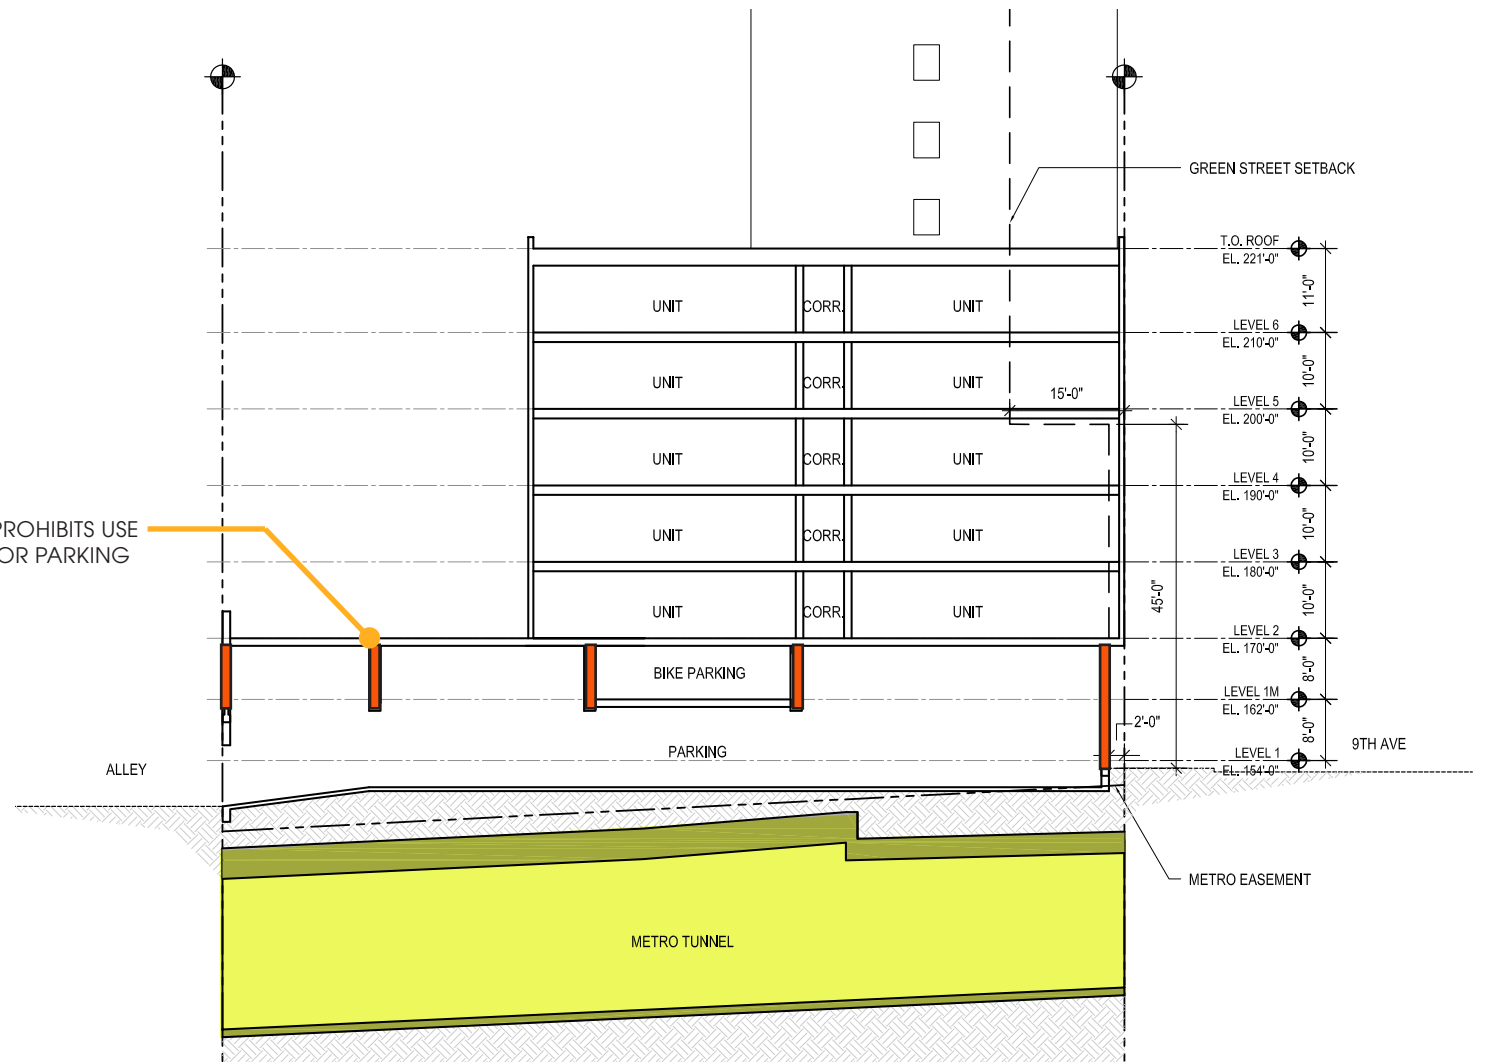 GREEN STREET SETBACK
T.O. ROOF
EL. 221'-0"
11'-0"
UNIT CORR. UNIT
LEVEL 6
EL. 210'-0"
10'-0"
UNIT CORR. UNIT
15'-0"
LEVEL 5
EL. 200'-0"
10'-0"
UNIT CORR. UNIT
LEVEL 4
EL. 190'-0"
10'-0"
PROHIBITS USE
OR PARKING
UNIT CORR. UNIT
LEVEL 3
EL. 180'-0"
45'-0"
10'-0"
UNIT CORR. UNIT
LEVEL 2
EL. 170'-0"
8'-0"
BIKE PARKING
LEVEL 1M
EL. 162'-0"
2'-0"
8'-0"
PARKING
LEVEL 1
EL. 154'-0"
9TH AVE
ALLEY
METRO EASEMENT
METRO TUNNEL